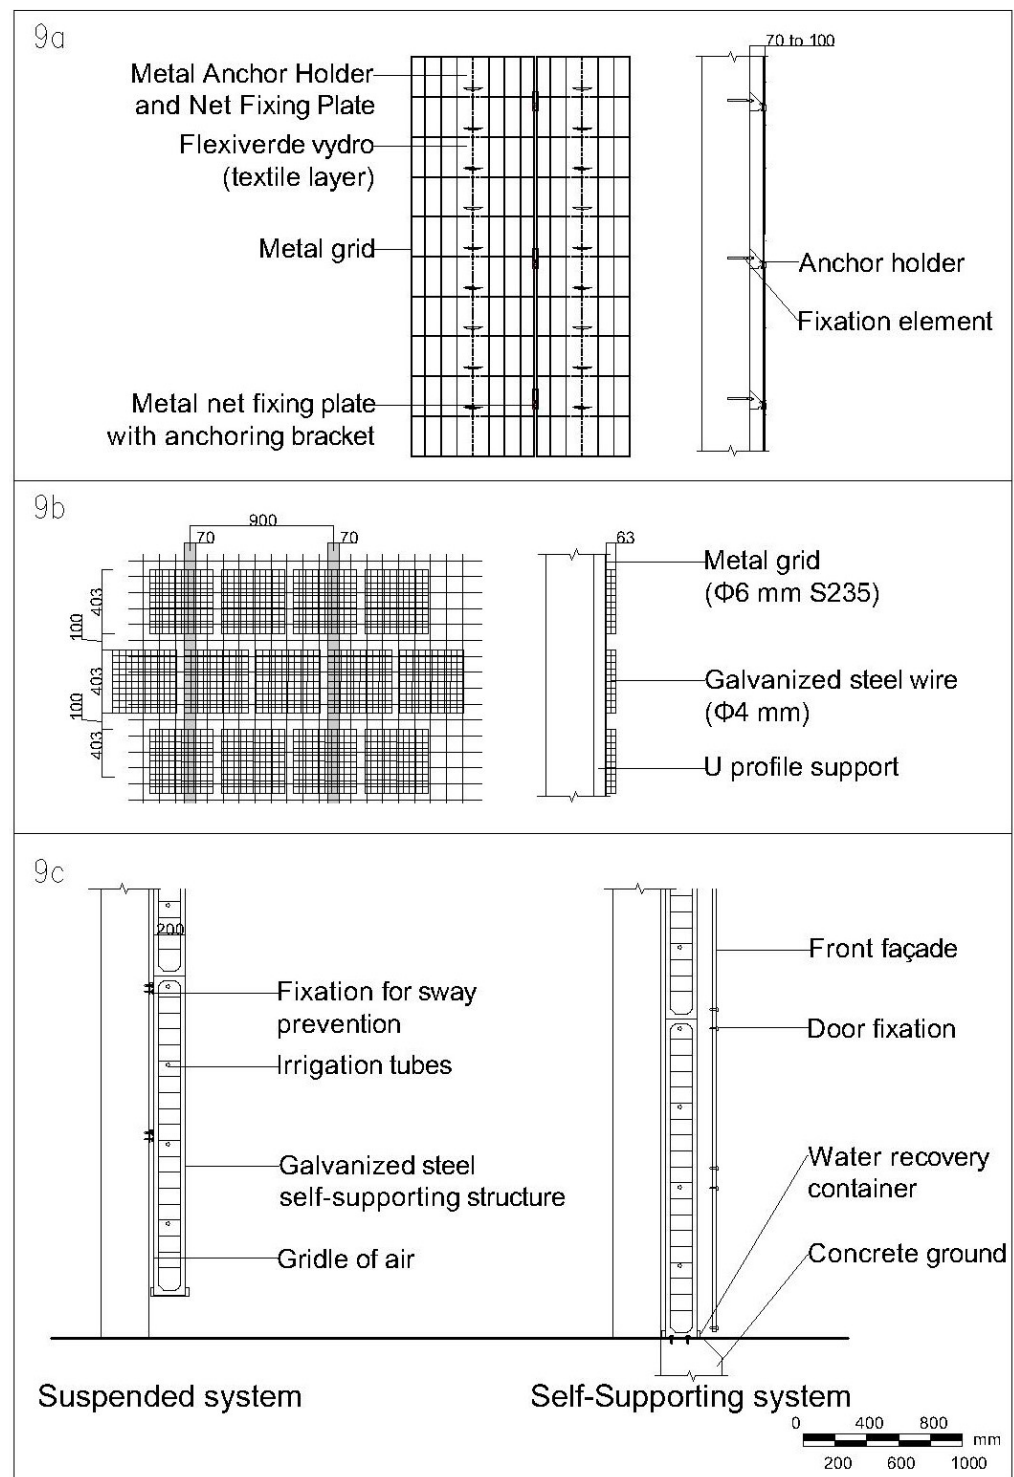 9a
70 to 100
Metal Anchor Holder
and Net Fixing Plate
Flexiverde vydro
(textile layer)
Metal grid
Anchor holder
Fixation element
Metal net fixing plate
with anchoring bracket
9b
900
70
70
63
403
100
403
100
403
Metal grid
(Φ6 mm S235)
Galvanized steel wire
(Φ4 mm)
U profile support
9c
200
Fixation for sway
prevention
Irrigation tubes
Galvanized steel
self-supporting structure
Gridle of air
Front façade
Door fixation
Water recovery
container
Concrete ground
Suspended system
Self-Supporting system
0 400 800
mm
200 600 1000